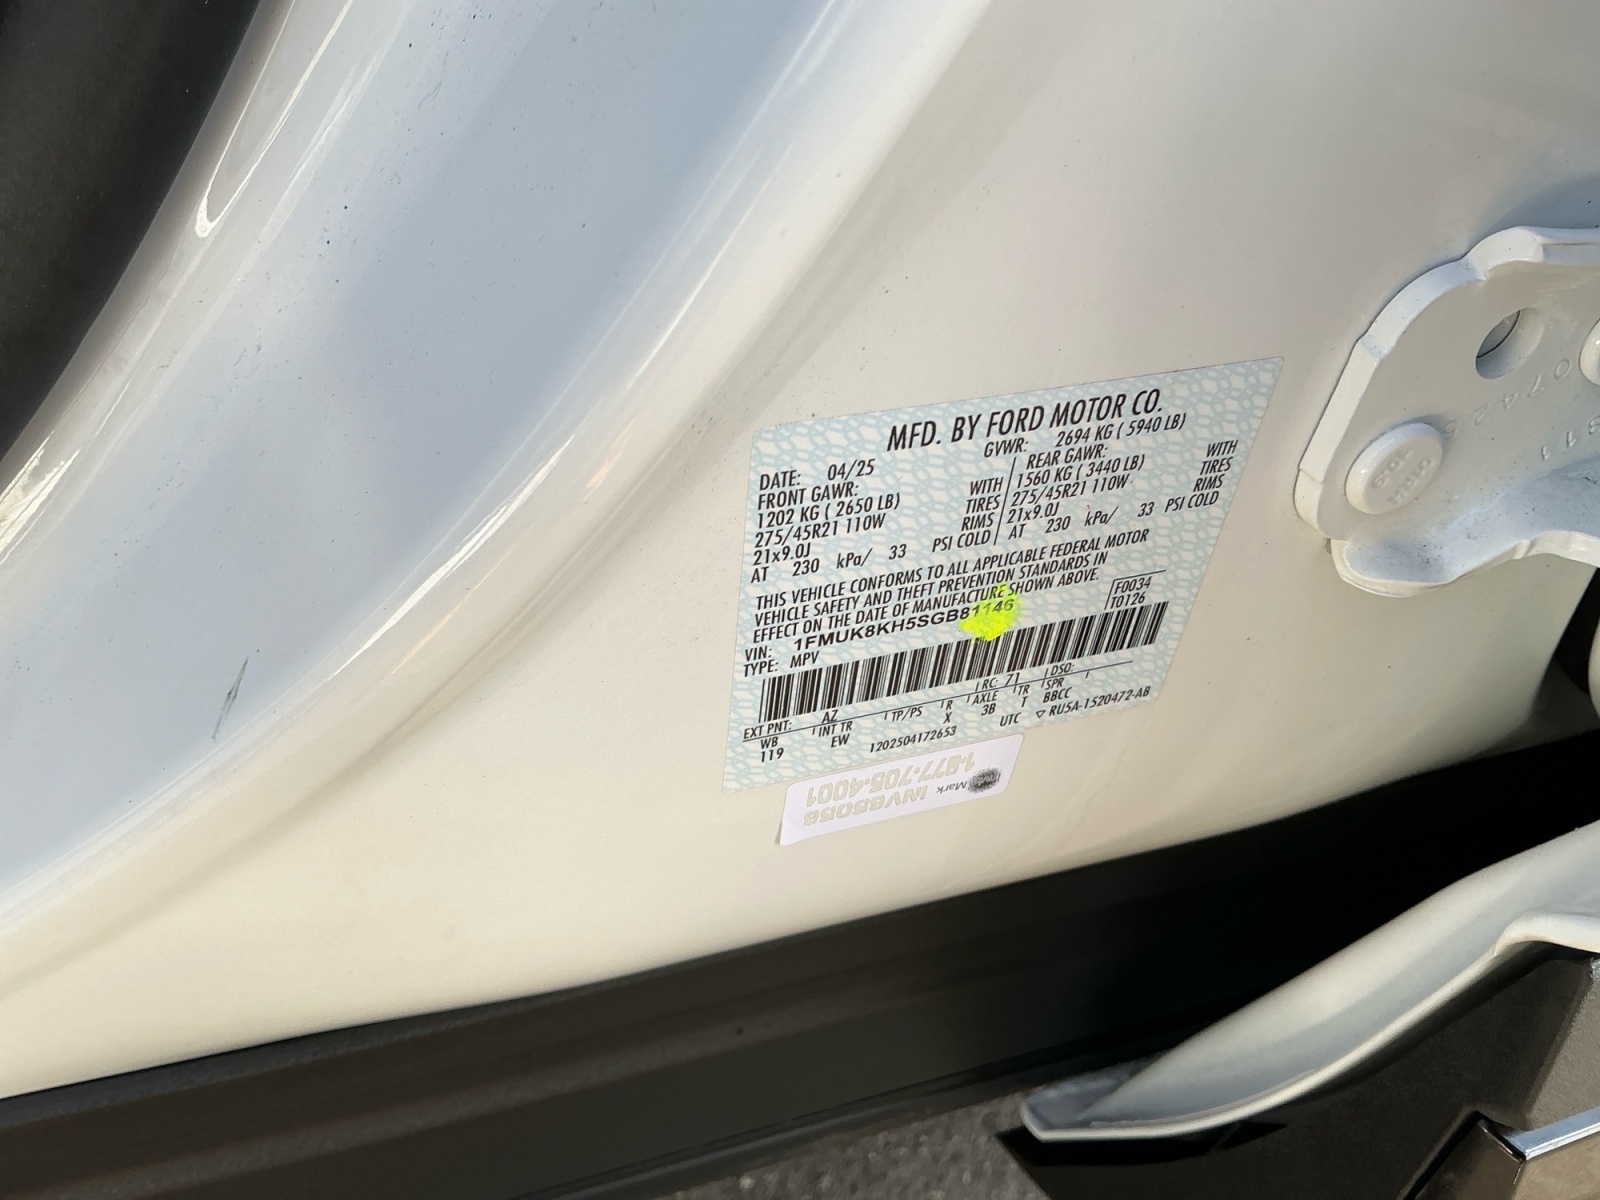 MFD. BY FORD MOTOR CO.
DATE: 04/25 GVWR: 2694 KG ( 5940 LB)
FRONT GAWR: REAR GAWR:
1202 KG ( 2650 LB) WITH 1560 KG ( 3440 LB) WITH
275/45R21 110W TIRES 275/45R21 110W TIRES
21x9.0J RIMS 21x9.0J RIMS
AT 230 kPa/ 33 PSI COLD AT 230 kPa/ 33 PSI COLD
THIS VEHICLE CONFORMS TO ALL APPLICABLE FEDERAL MOTOR
VEHICLE SAFETY AND THEFT PREVENTION STANDARDS IN
EFFECT ON THE DATE OF MANUFACTURE SHOWN ABOVE.
VIN: 1FMUK8KH5SGB81146 F0034
TYPE: MPV T0126
EXT PNT: AZ RC: 71 DSO:
WB INT TR TP/PS R AXLE TR SPR
119 EW X 3B T BBCC
1202504172653 UTC ▽ RU5A-1520472-AB
Mark
1-877-705-4001